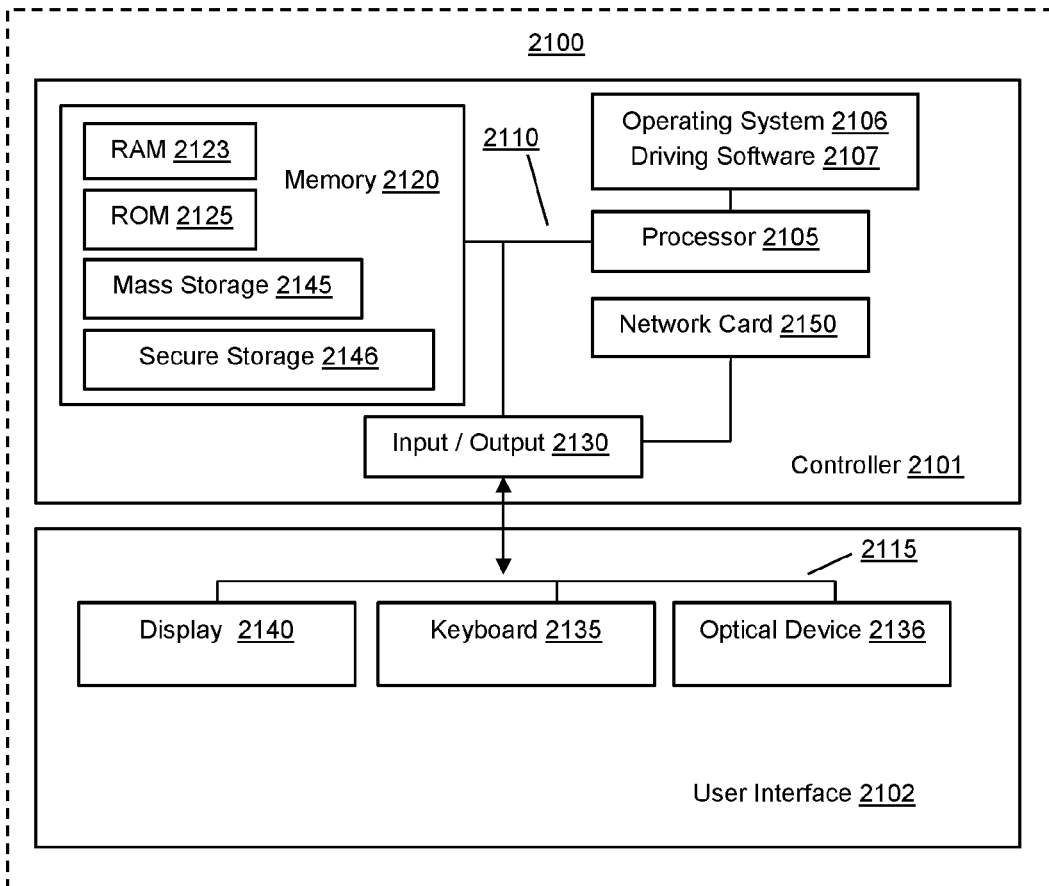 2100
RAM 2123
ROM 2125
Mass Storage 2145
Secure Storage 2146
Memory 2120
2110
Operating System 2106
Driving Software 2107
Processor 2105
Network Card 2150
Input / Output 2130
Controller 2101
2115
Display 2140
Keyboard 2135
Optical Device 2136
User Interface 2102